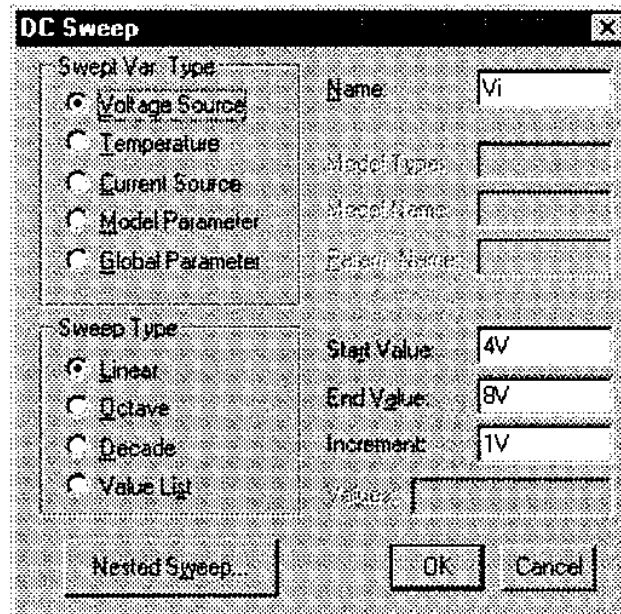 DC Sweep
Swept Var. Type
Voltage Source
Temperature
Current Source
Model Parameter
Global Parameter
Name: Vi
Model Type:
Model Name:
Param. Name:
Sweep Type
Linear
Octave
Decade
Value List
Start Value: 4V
End Value: 8V
Increment: 1V
Values:
Nested Sweep...
OK
Cancel